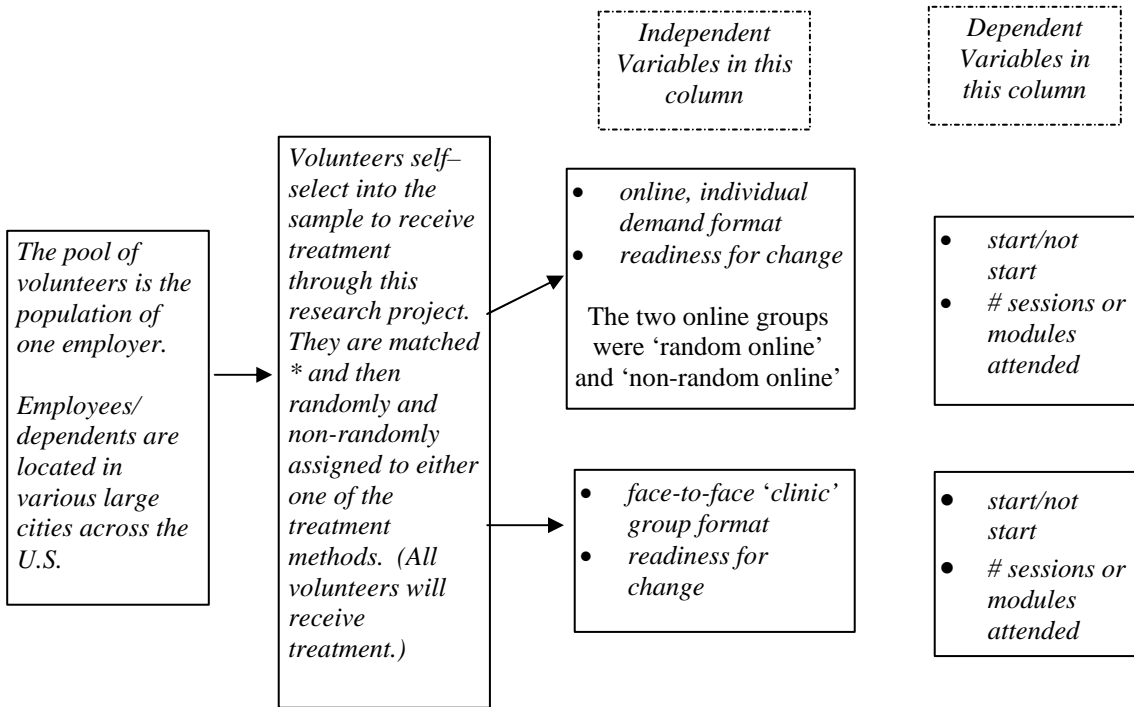 Independent
Variables in this
column
Dependent
Variables in
this column
The pool of
volunteers is the
population of
one employer.
Employees/
dependents are
located in
various large
cities across the
U.S.
Volunteers self–
select into the
sample to receive
treatment
through this
research project.
They are matched
* and then
randomly and
non-randomly
assigned to either
one of the
treatment
methods. (All
volunteers will
receive
treatment.)
• online, individual
demand format
• readiness for change
The two online groups
were ‘random online’
and ‘non-random online’
• start/not
start
• # sessions or
modules
attended
• face-to-face ‘clinic’
group format
• readiness for
change
• start/not
start
• # sessions or
modules
attended